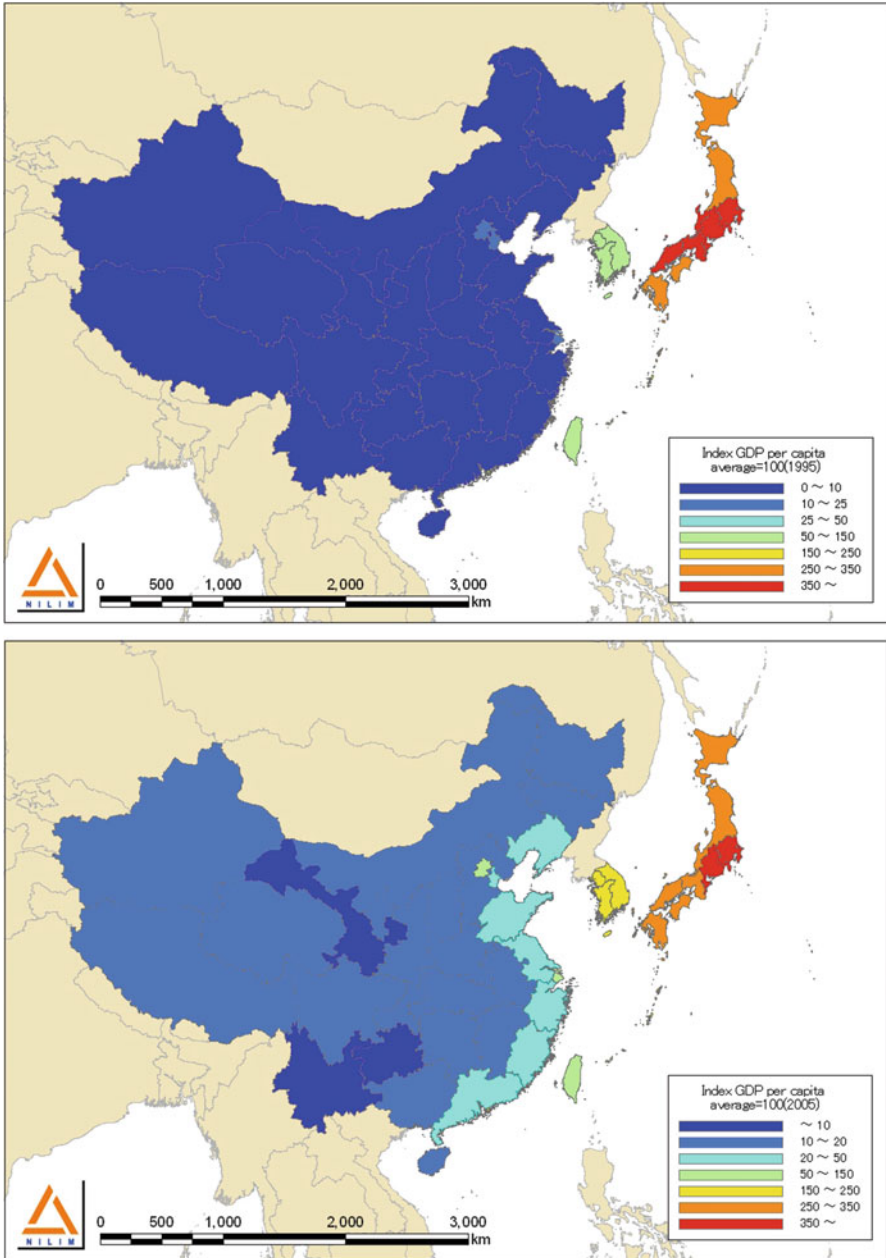 Index GDP per capita
average=100(1995)
0 ～ 10
10 ～ 25
25 ～ 50
50 ～ 150
150 ～ 250
250 ～ 350
350 ～
NILIM
0 500 1,000 2,000 3,000
km
Index GDP per capita
average=100(2005)
～ 10
10 ～ 20
20 ～ 50
50 ～ 150
150 ～ 250
250 ～ 350
350 ～
NILIM
0 500 1,000 2,000 3,000
km